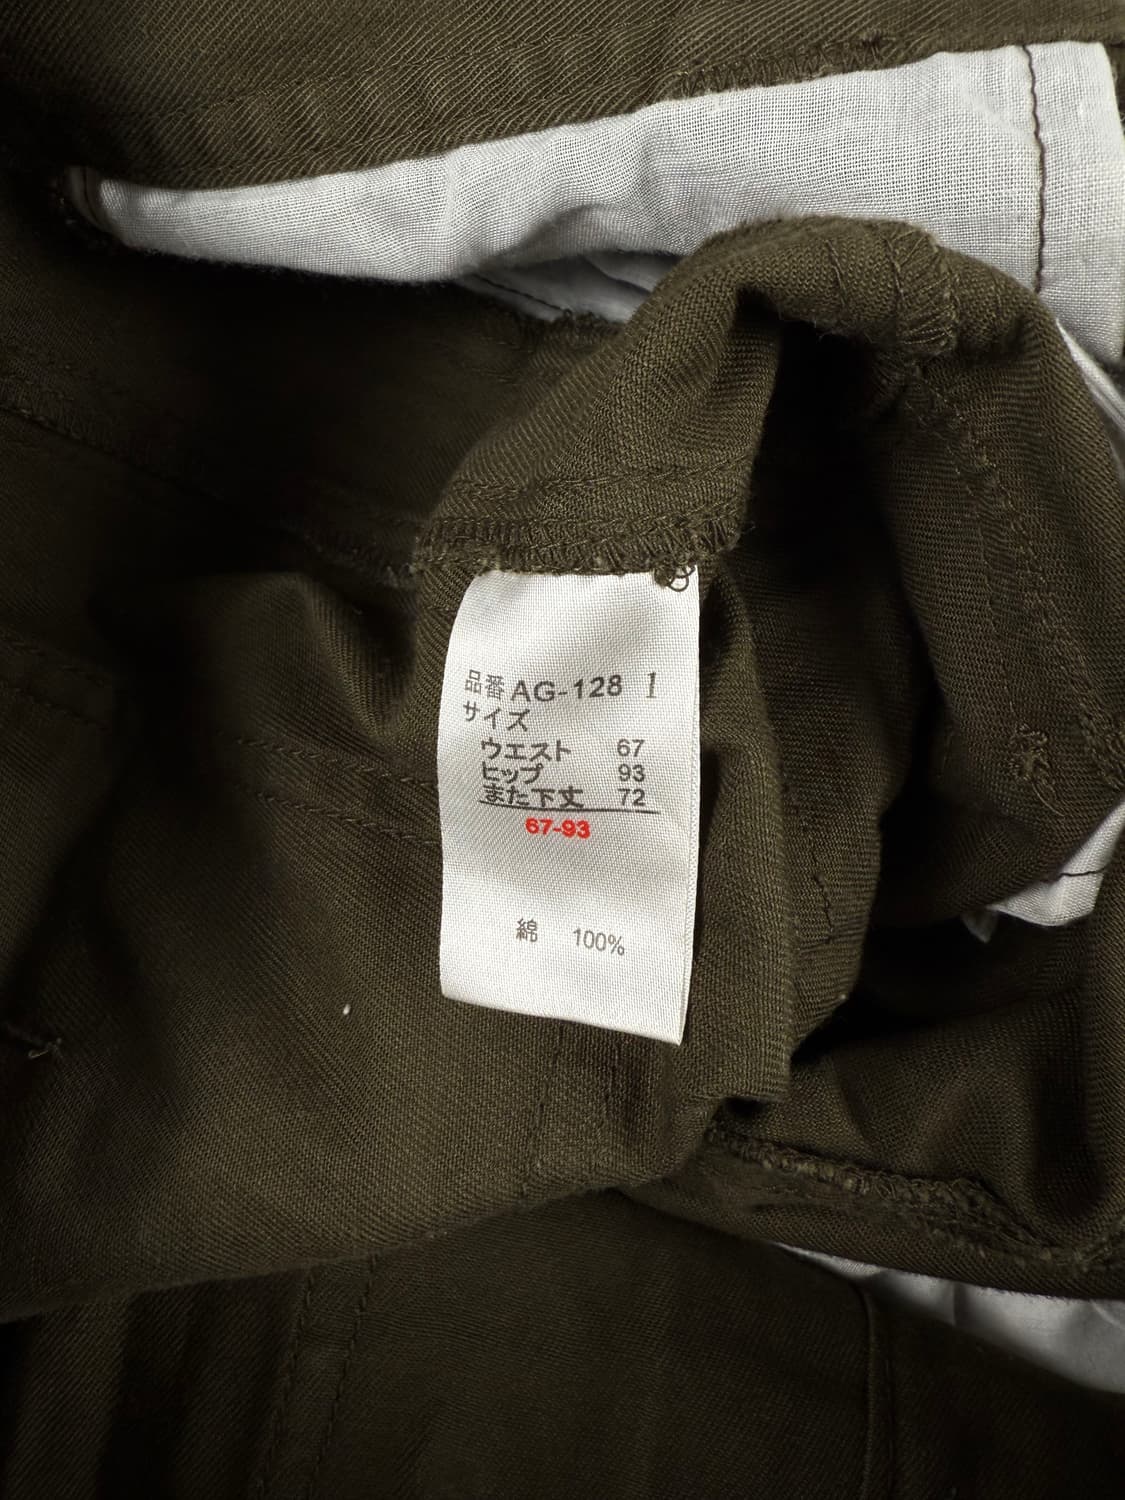 品番 AG-128 1
サイズ
ウエスト 67
ヒップ 93
また下丈 72
67-93
綿 100%